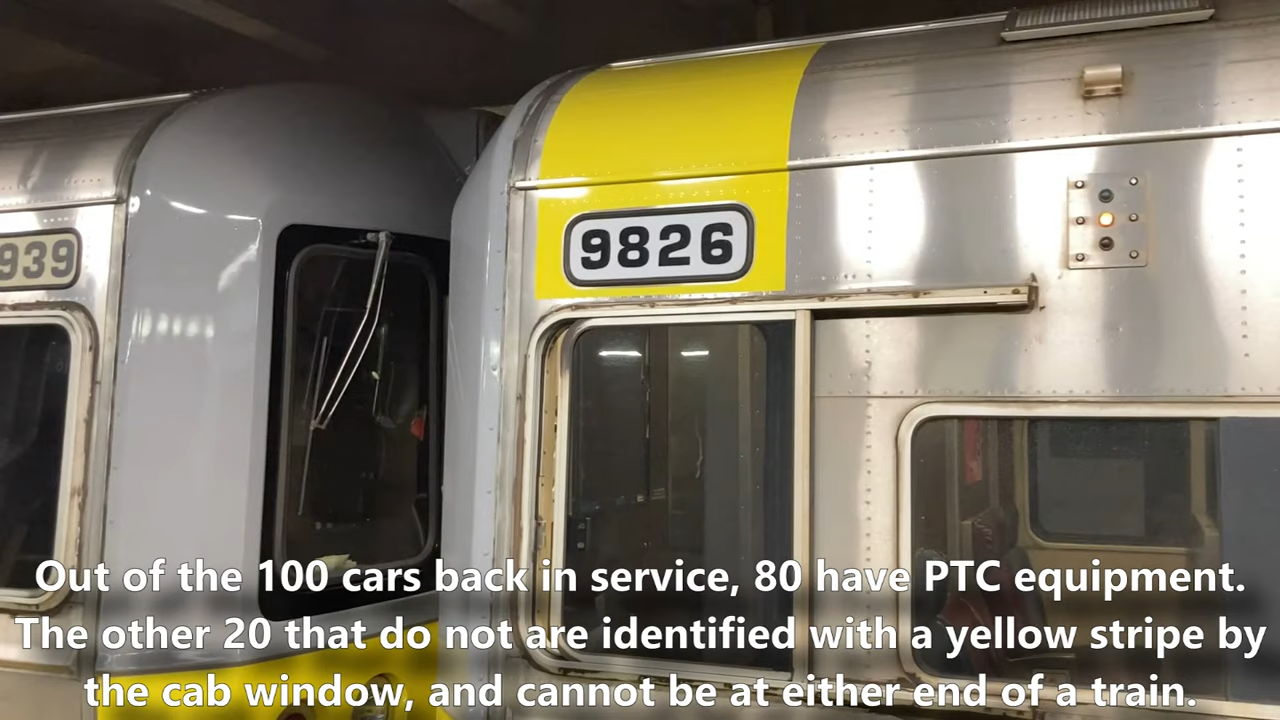 939
9826
Out of the 100 cars back in service, 80 have PTC equipment.
The other 20 that do not are identified with a yellow stripe by
the cab window, and cannot be at either end of a train.